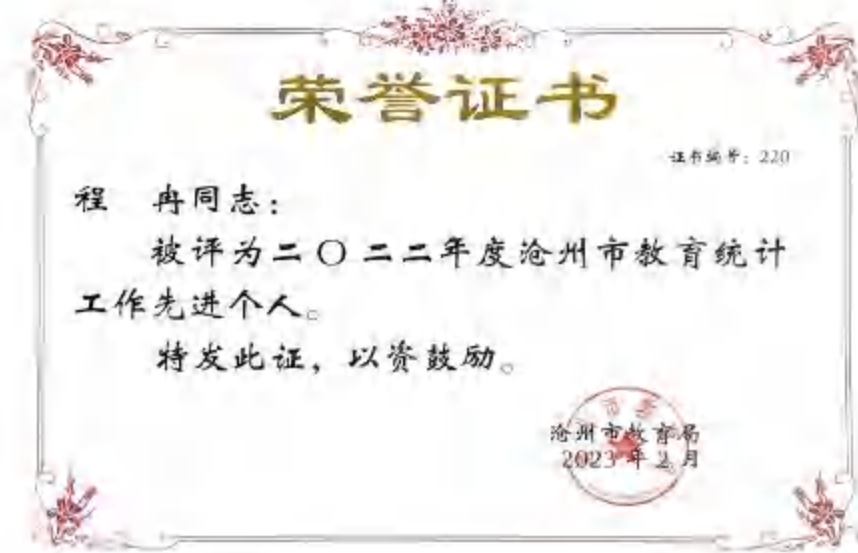 荣誉证书
证书编号：220
程 冉同志：
被评为二〇二二年度沧州市教育统计
工作先进个人。
特发此证，以资鼓励。
沧州市教育局
2023年2月